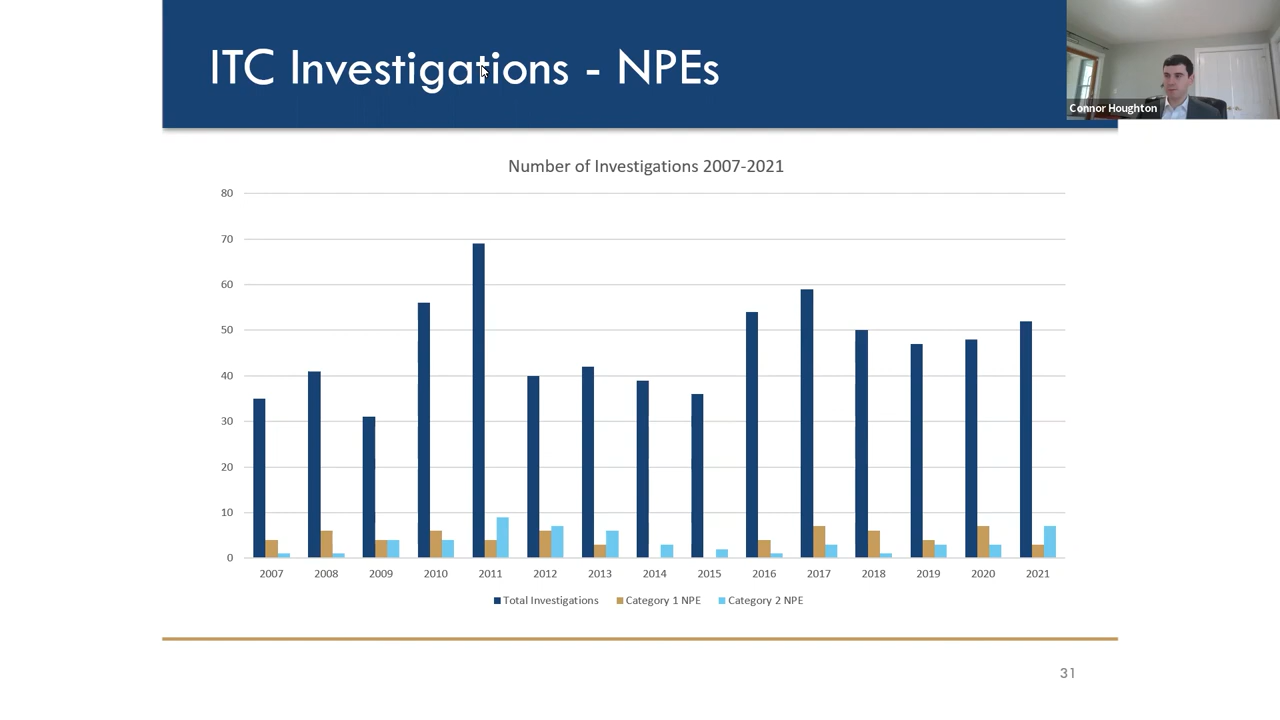 ITC Investigations - NPEs
Connor Houghton
Number of Investigations 2007-2021
80
70
60
50
40
30
20
10
0
2007 2008 2009 2010 2011 2012 2013 2014 2015 2016 2017 2018 2019 2020 2021
Total Investigations Category 1 NPE Category 2 NPE
31